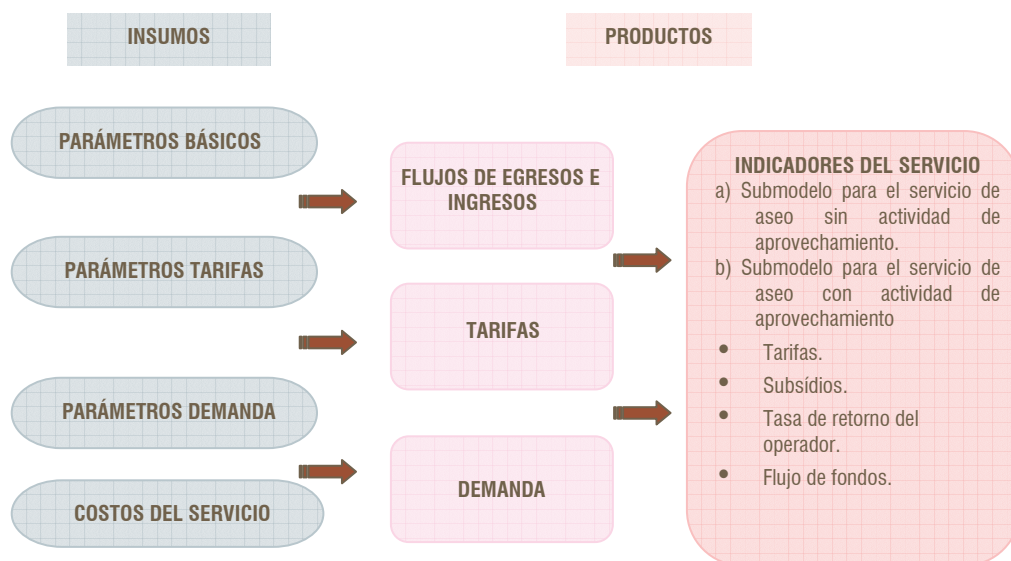 INSUMOS
PRODUCTOS
PARÁMETROS BÁSICOS
PARÁMETROS TARIFAS
PARÁMETROS DEMANDA
COSTOS DEL SERVICIO
FLUJOS DE EGRESOS E
INGRESOS
TARIFAS
DEMANDA
INDICADORES DEL SERVICIO
a) Submodelo para el servicio de
aseo sin actividad de
aprovechamiento.
b) Submodelo para el servicio de
aseo con actividad de
aprovechamiento
• Tarifas.
• Subsídios.
• Tasa de retorno del
operador.
• Flujo de fondos.